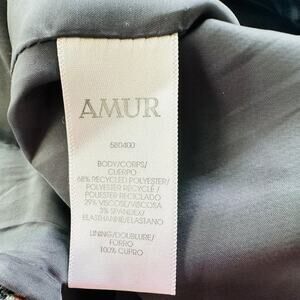 AMUR
580400
BODY/CORPS/
CUERPO
68% RECYCLED POLYESTER/
POLYESTER RECYCLÉ/
POLIESTER RECICLADO
29% VISCOSE/VISCOSA
3% SPANDEX/
ELASTHANNE/ELASTANO
LINING/DOUBLURE/
FORRO
100% CUPRO